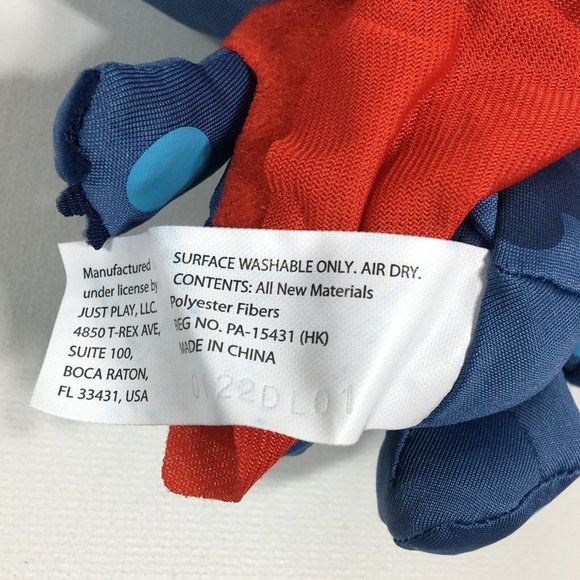 Manufactured
under license by
JUST PLAY, LLC.
4850 T-REX AVE,
SUITE 100,
BOCA RATON,
FL 33431, USA
SURFACE WASHABLE ONLY. AIR DRY.
CONTENTS: All New Materials
Polyester Fibers
REG NO. PA-15431 (HK)
MADE IN CHINA